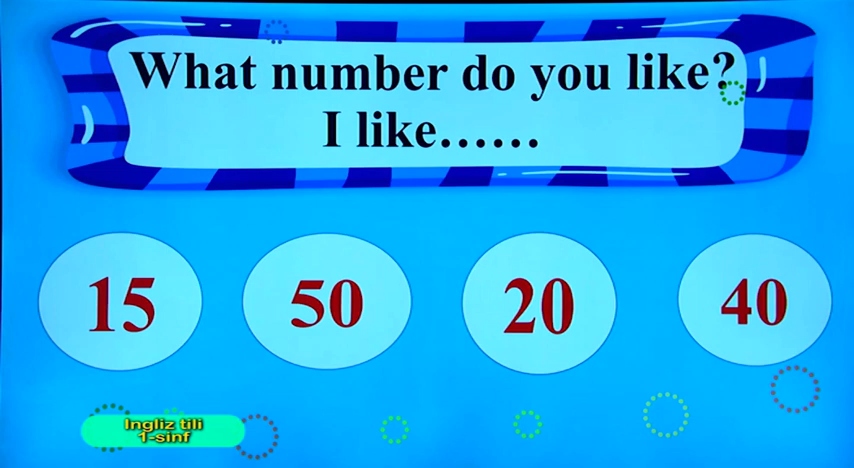 What number do you like?
I like......
15 50 20 40
Ingliz tili
1-sinf